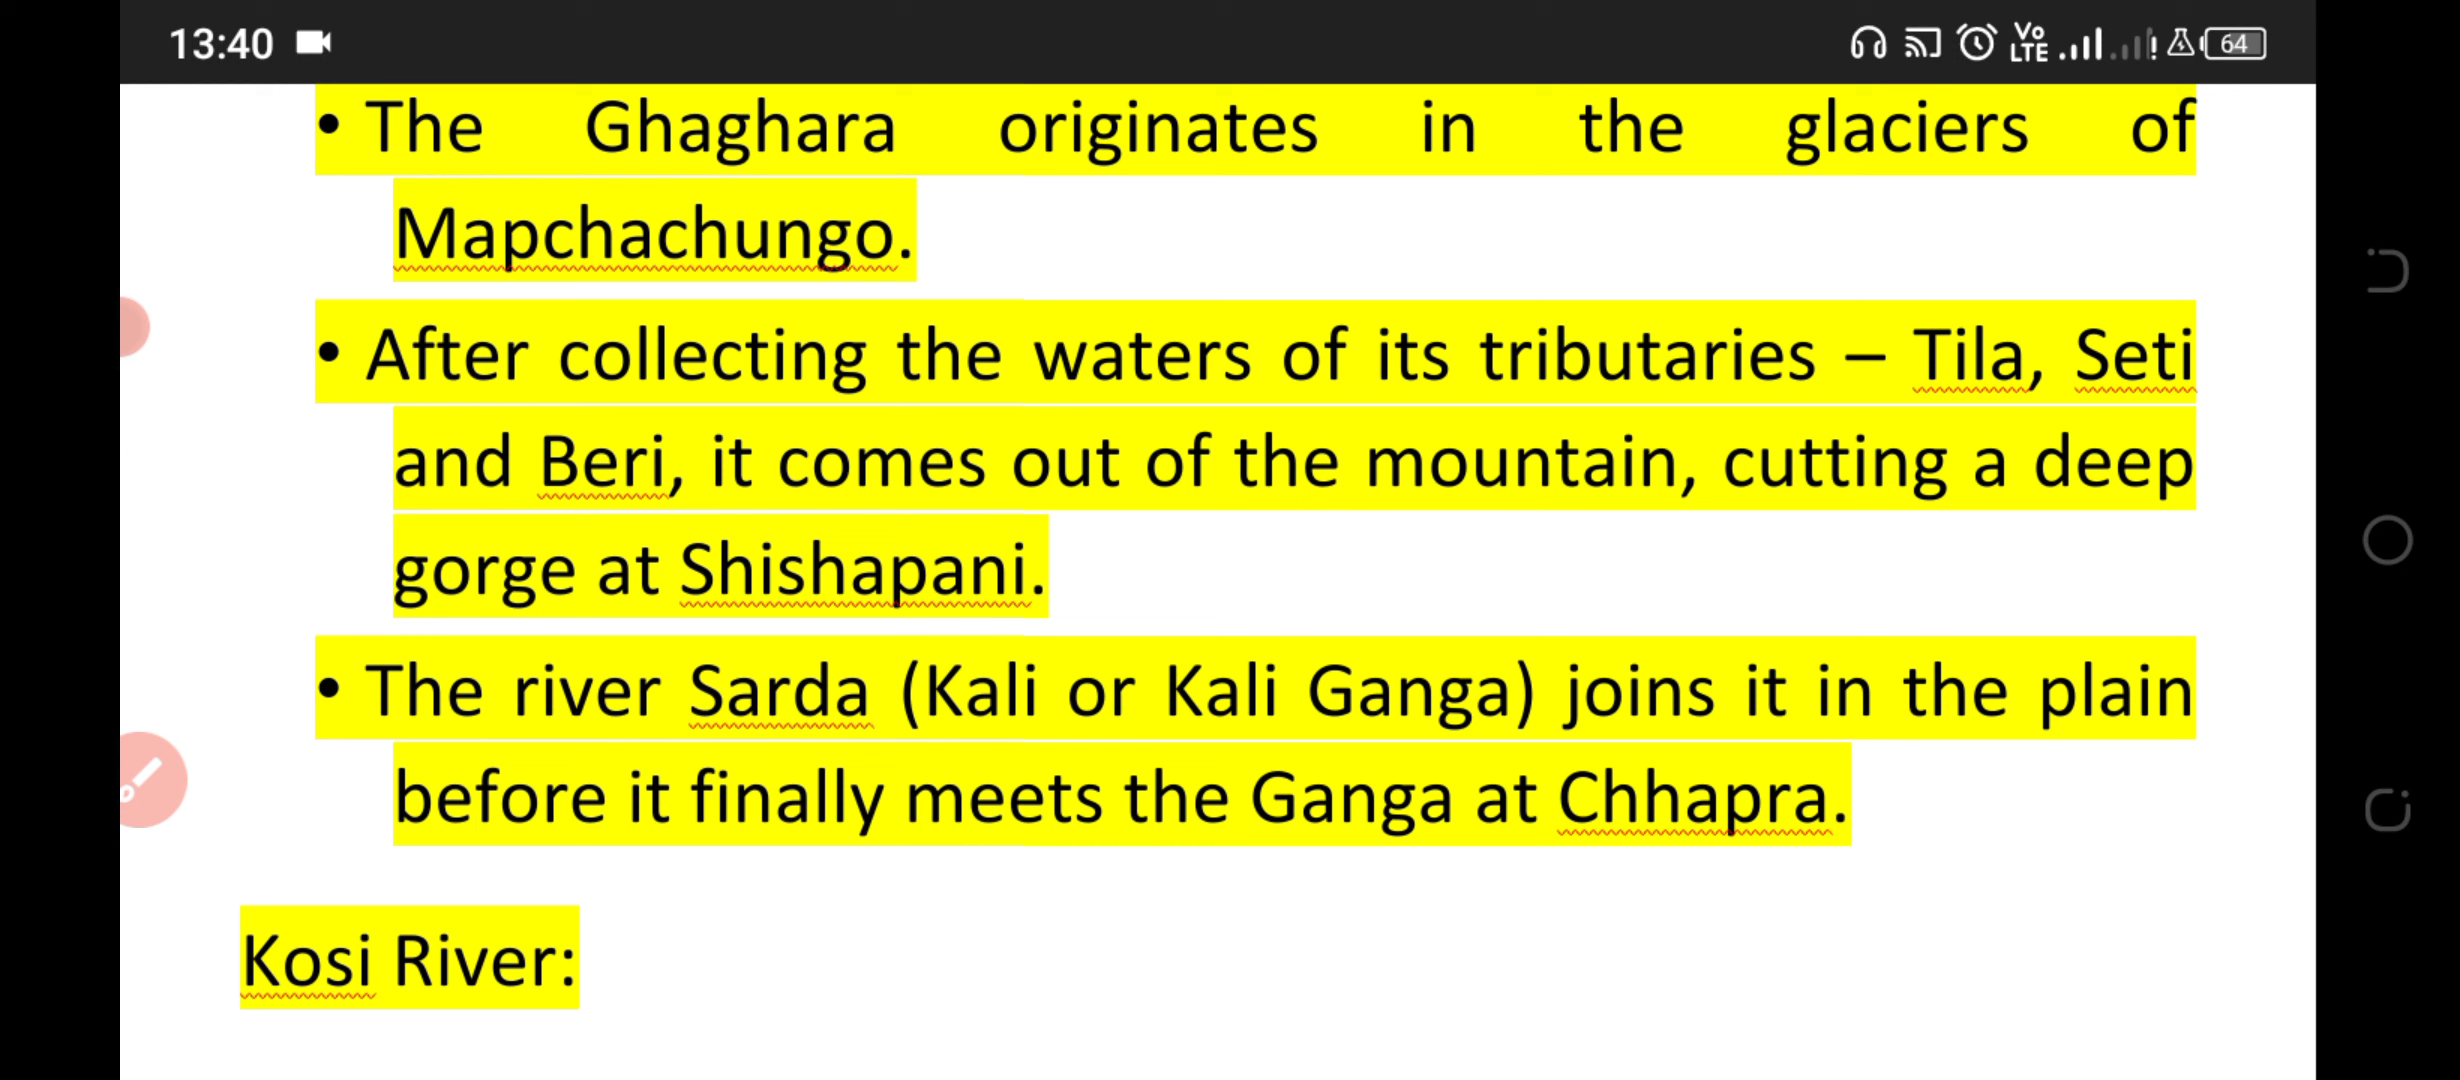 13:40 Vo LTE 64
• The Ghaghara originates in the glaciers of
Mapchachungo.
• After collecting the waters of its tributaries – Tila, Seti
and Beri, it comes out of the mountain, cutting a deep
gorge at Shishapani.
• The river Sarda (Kali or Kali Ganga) joins it in the plain
before it finally meets the Ganga at Chhapra.
Kosi River: